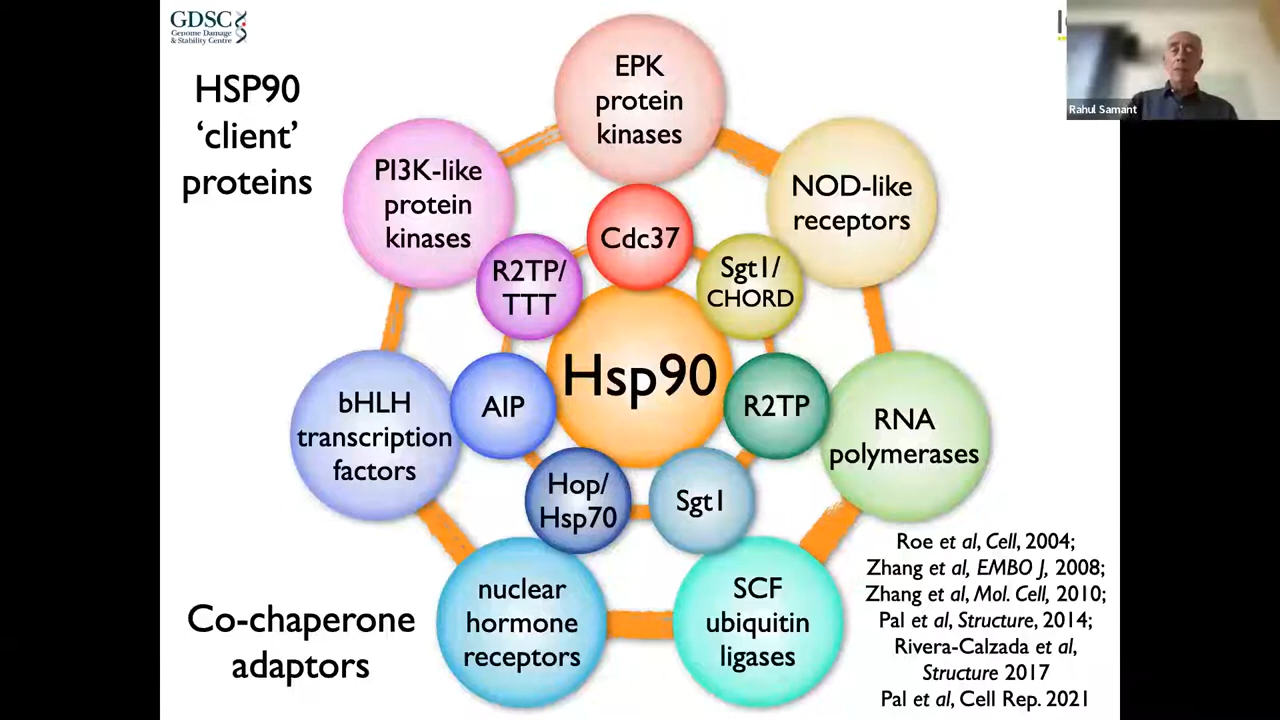 GDSC
Genome Damage
& Stability Centre
HSP90
‘client’
proteins
EPK
protein
kinases
PI3K-like
protein
kinases
NOD-like
receptors
Cdc37
R2TP/
TTT
Sgt1/
CHORD
Hsp90
bHLH
transcription
factors
AIP
R2TP
RNA
polymerases
Hop/
Hsp70
Sgt1
nuclear
hormone
receptors
SCF
ubiquitin
ligases
Co-chaperone
adaptors
Roe et al, Cell, 2004;
Zhang et al, EMBO J, 2008;
Zhang et al, Mol. Cell, 2010;
Pal et al, Structure, 2014;
Rivera-Calzada et al,
Structure 2017
Pal et al, Cell Rep. 2021
Rahul Samant